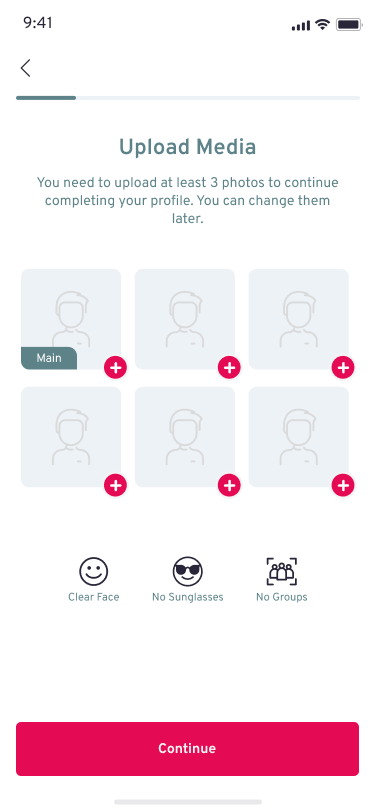 9:41
Upload Media
You need to upload at least 3 photos to continue
completing your profile. You can change them
later.
Main
Clear Face
No Sunglasses
No Groups
Continue